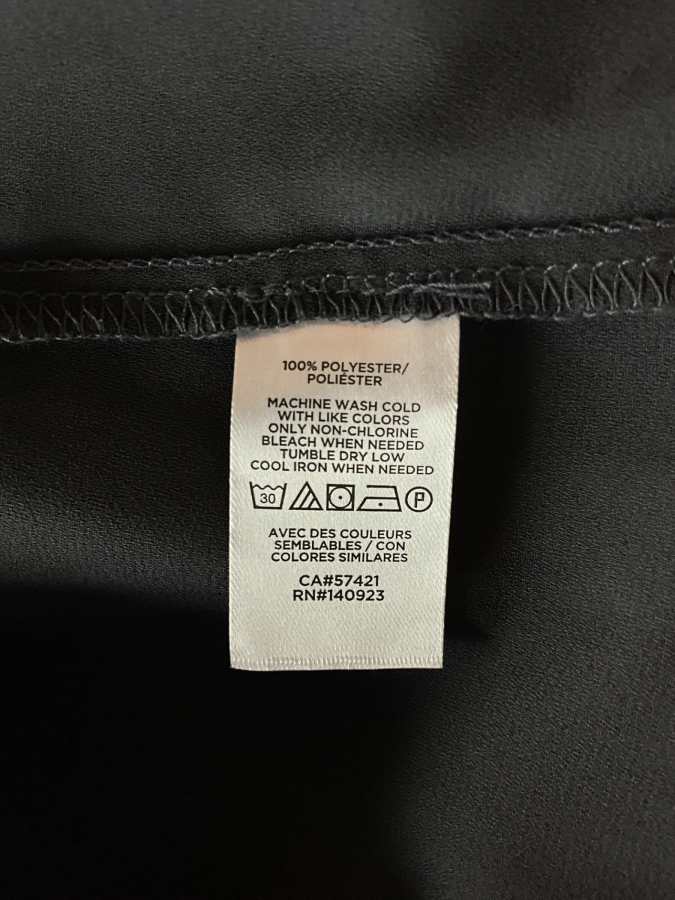 100% POLYESTER/
POLIÉSTER
MACHINE WASH COLD
WITH LIKE COLORS
ONLY NON-CHLORINE
BLEACH WHEN NEEDED
TUMBLE DRY LOW
COOL IRON WHEN NEEDED
30 P
AVEC DES COULEURS
SEMBLABLES / CON
COLORES SIMILARES
CA#57421
RN#140923